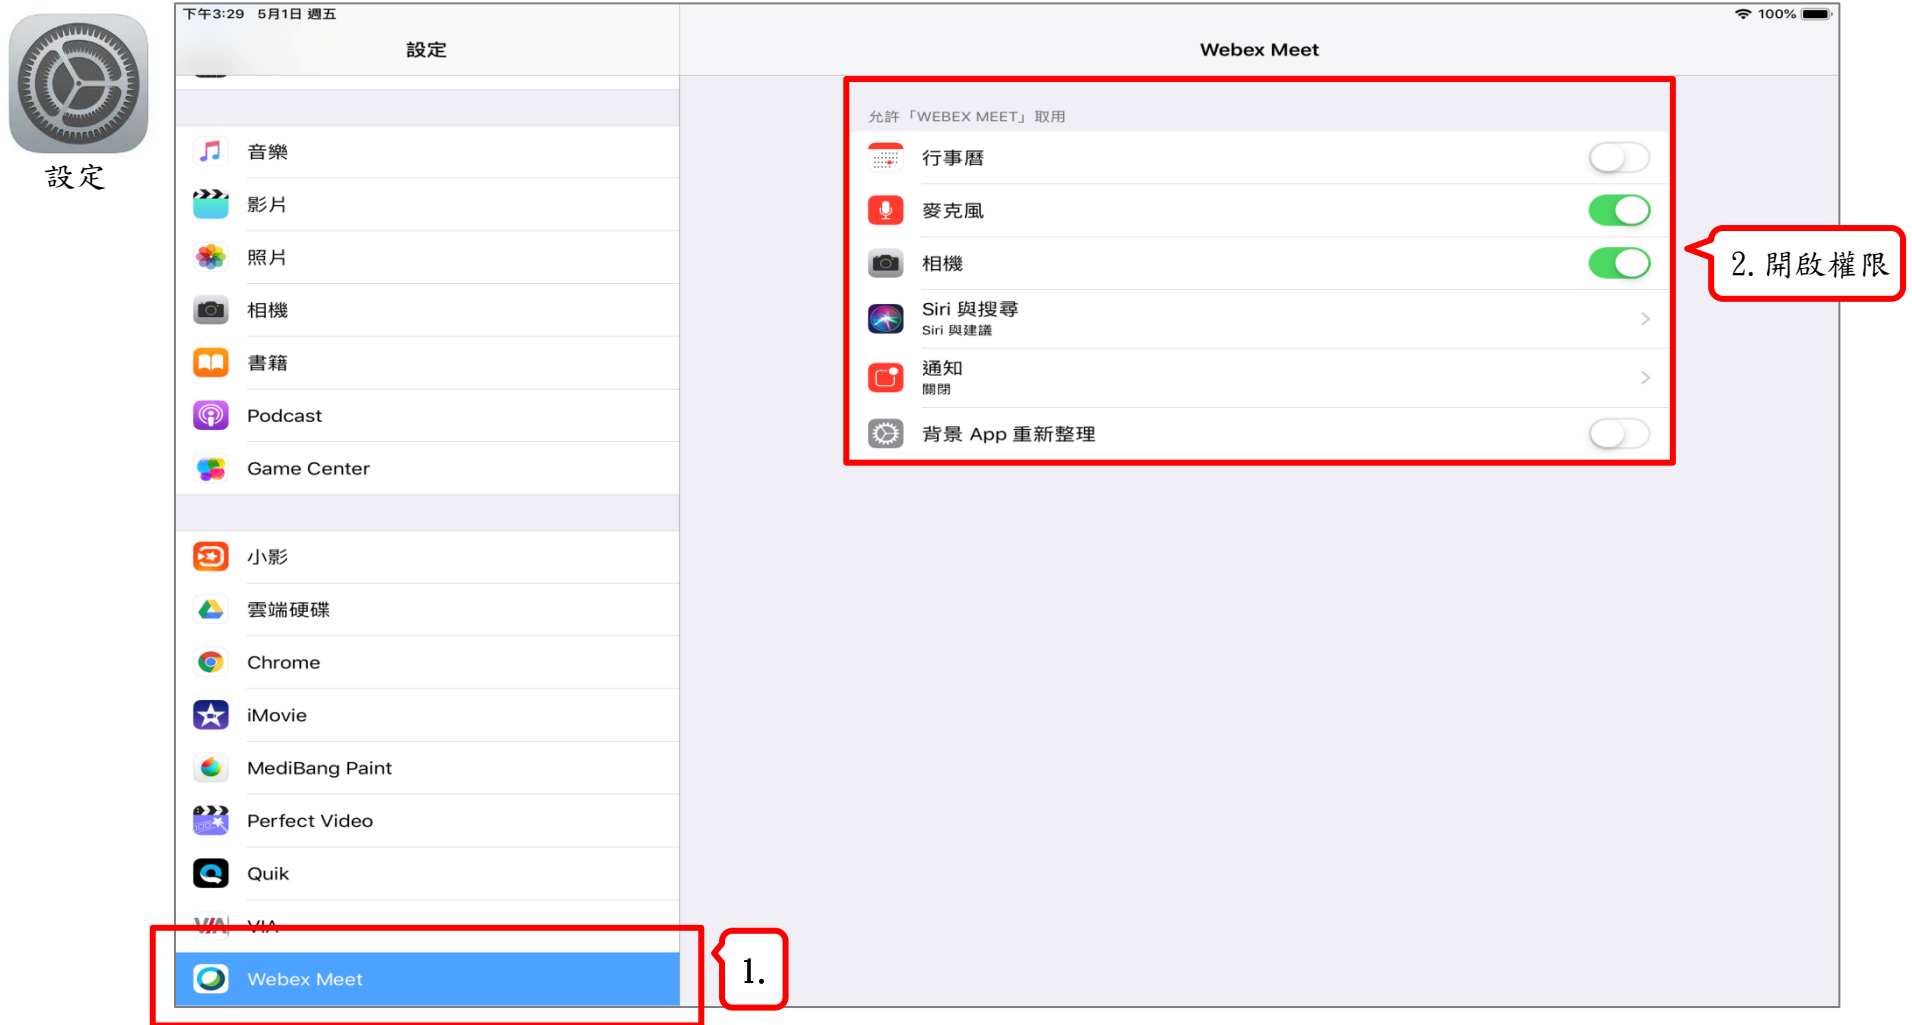 下午3:29 5月1日 週五
100%
設定
設定
Webex Meet
音樂
影片
照片
相機
書籍
Podcast
Game Center
小影
雲端硬碟
Chrome
iMovie
MediBang Paint
Perfect Video
Quik
VIA VIA
Webex Meet
1.
允許「WEBEX MEET」取用
行事曆
麥克風
相機
Siri 與搜尋
Siri 與建議
通知
關閉
背景 App 重新整理
2.開啟權限